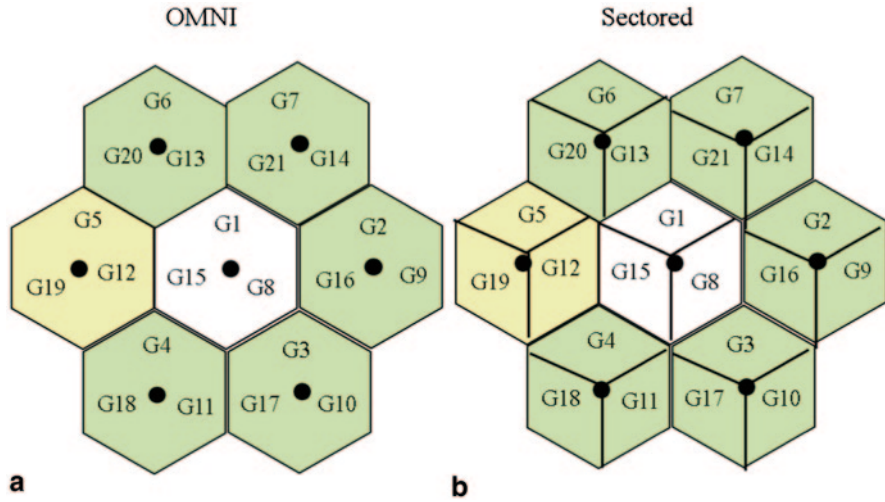 OMNI
Sectored
G6
G7
G20 G13
G21 G14
G5
G1
G2
G19 G12
G15 G8
G16 G9
G4
G3
G18 G11
G17 G10
a
G6
G7
G20 G13
G21 G14
G5
G1
G2
G19 G12
G15 G8
G16 G9
G4
G3
G18 G11
G17 G10
b